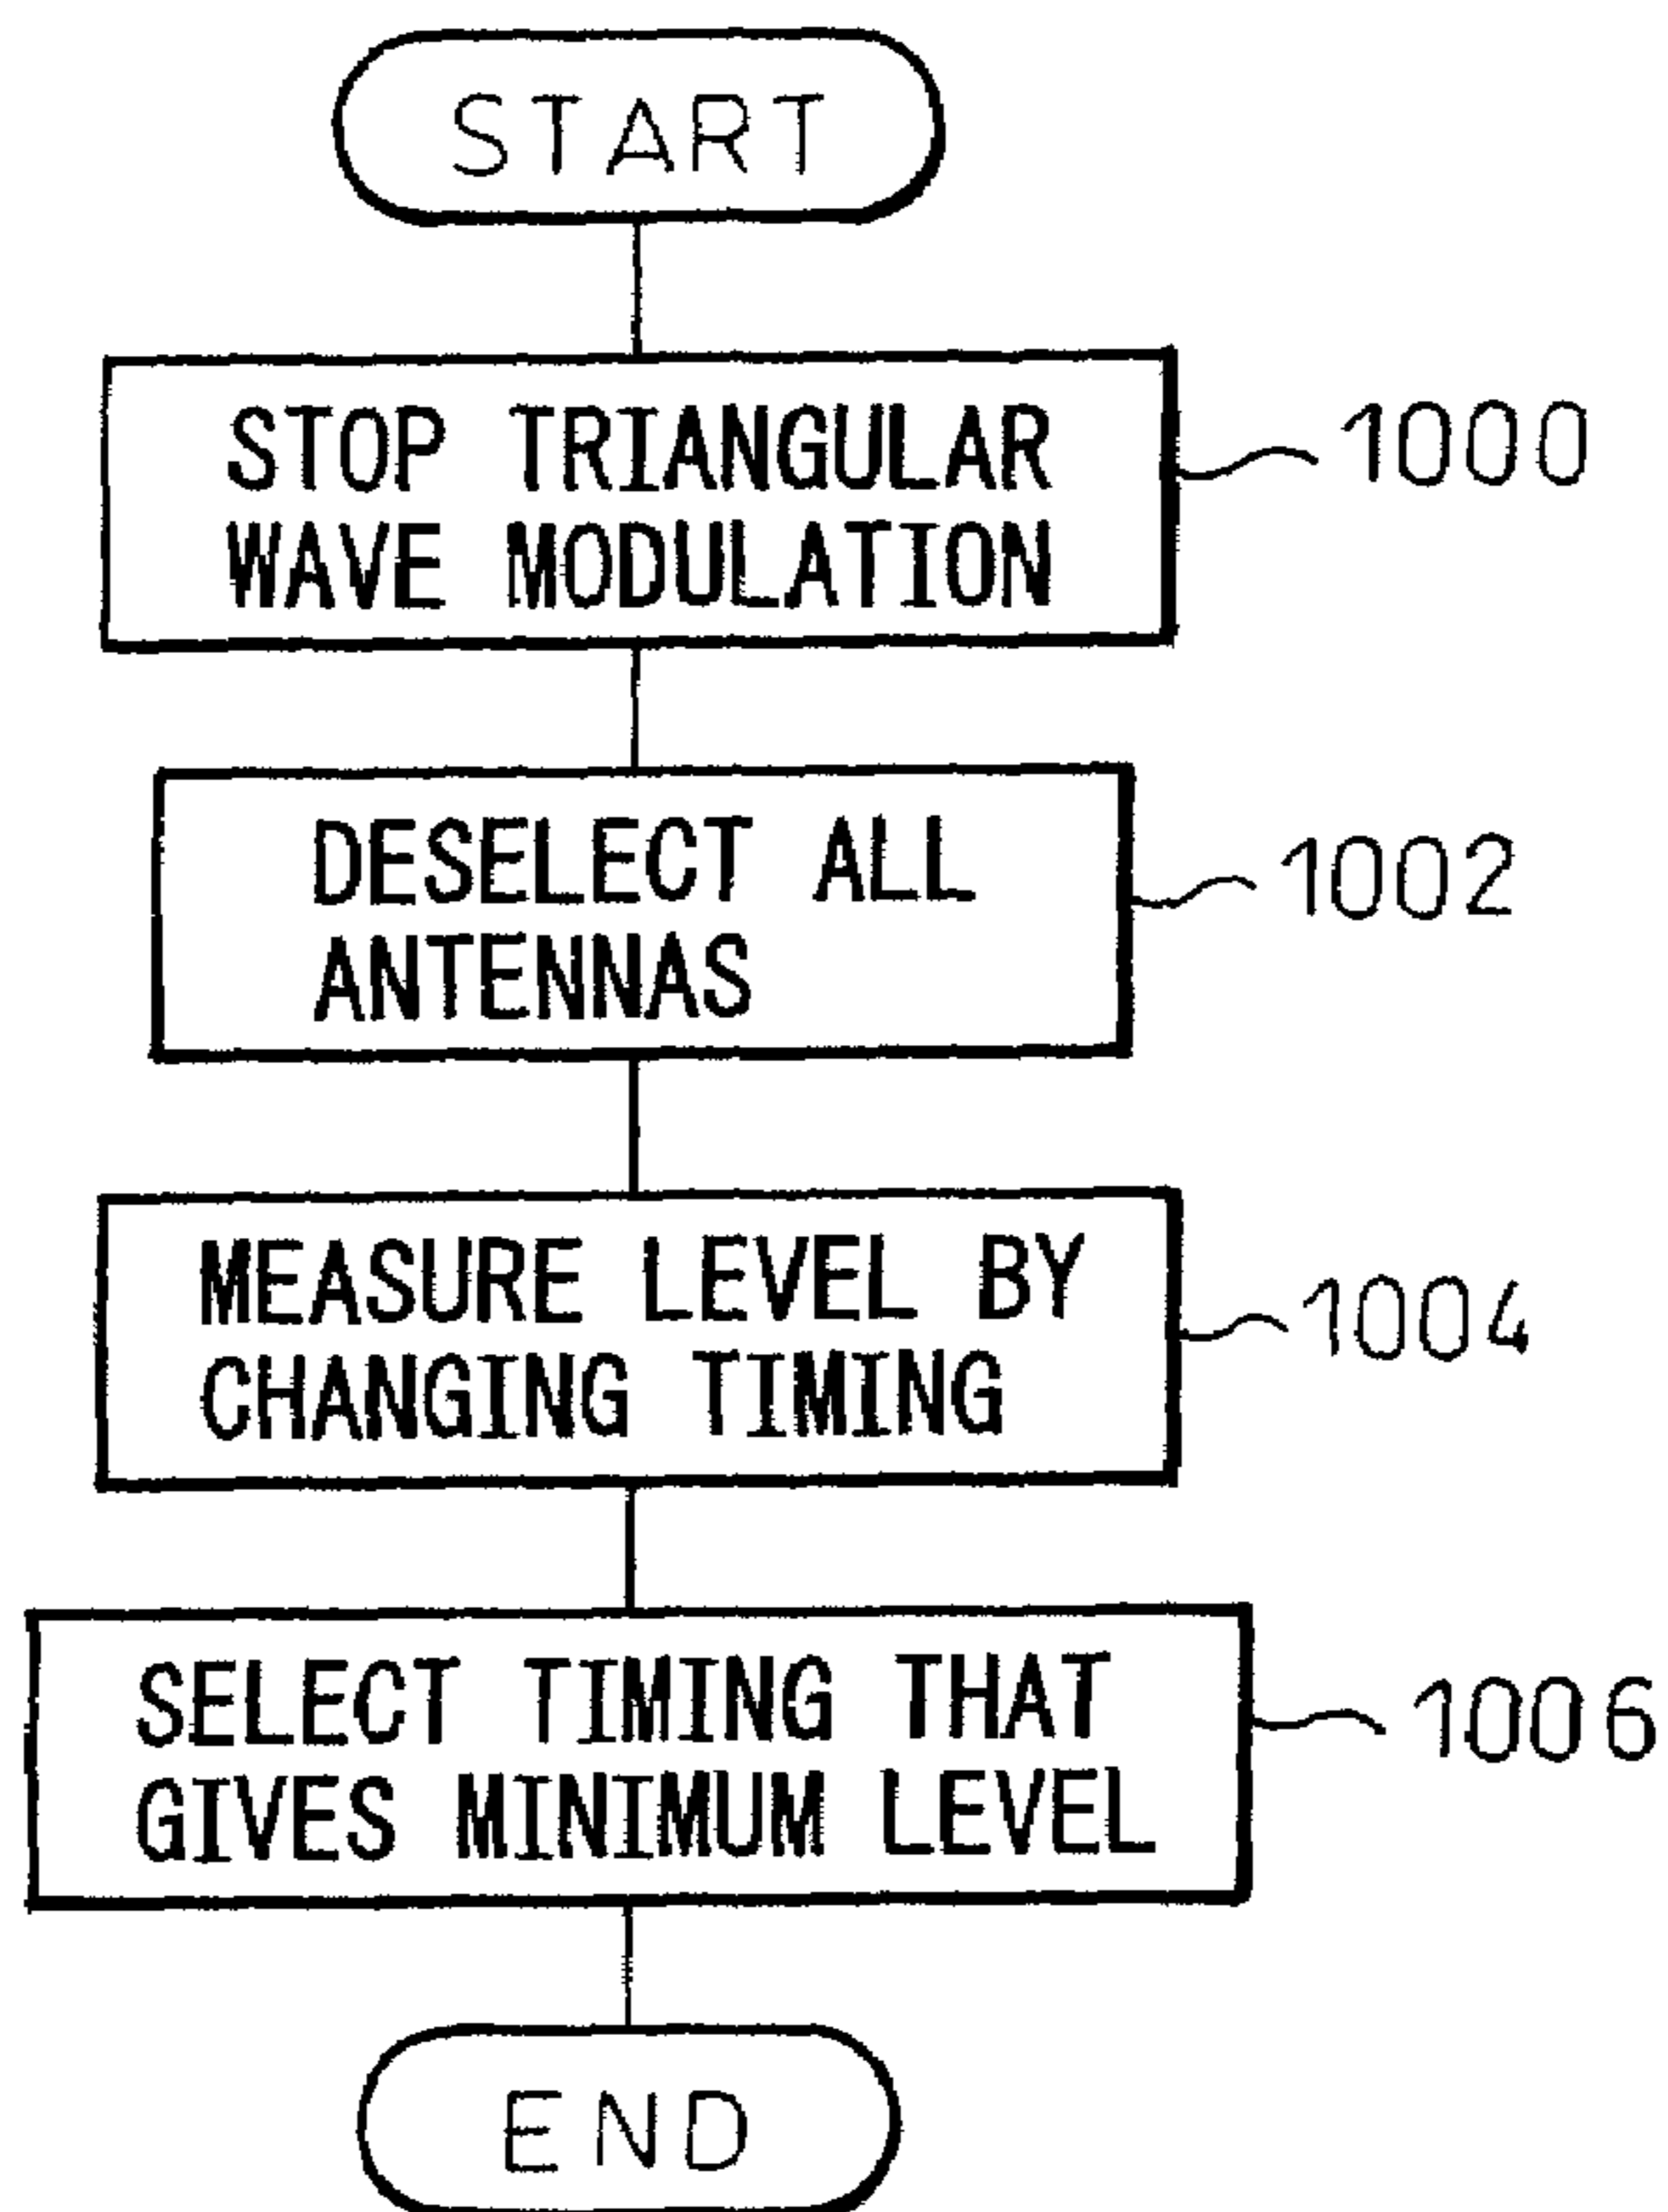 START
STOP TRIANGULAR
WAVE MODULATION
1000
DESELECT ALL
ANTENNAS
1002
MEASURE LEVEL BY
CHANGING TIMING
1004
SELECT TIMING THAT
GIVES MINIMUM LEVEL
1006
END